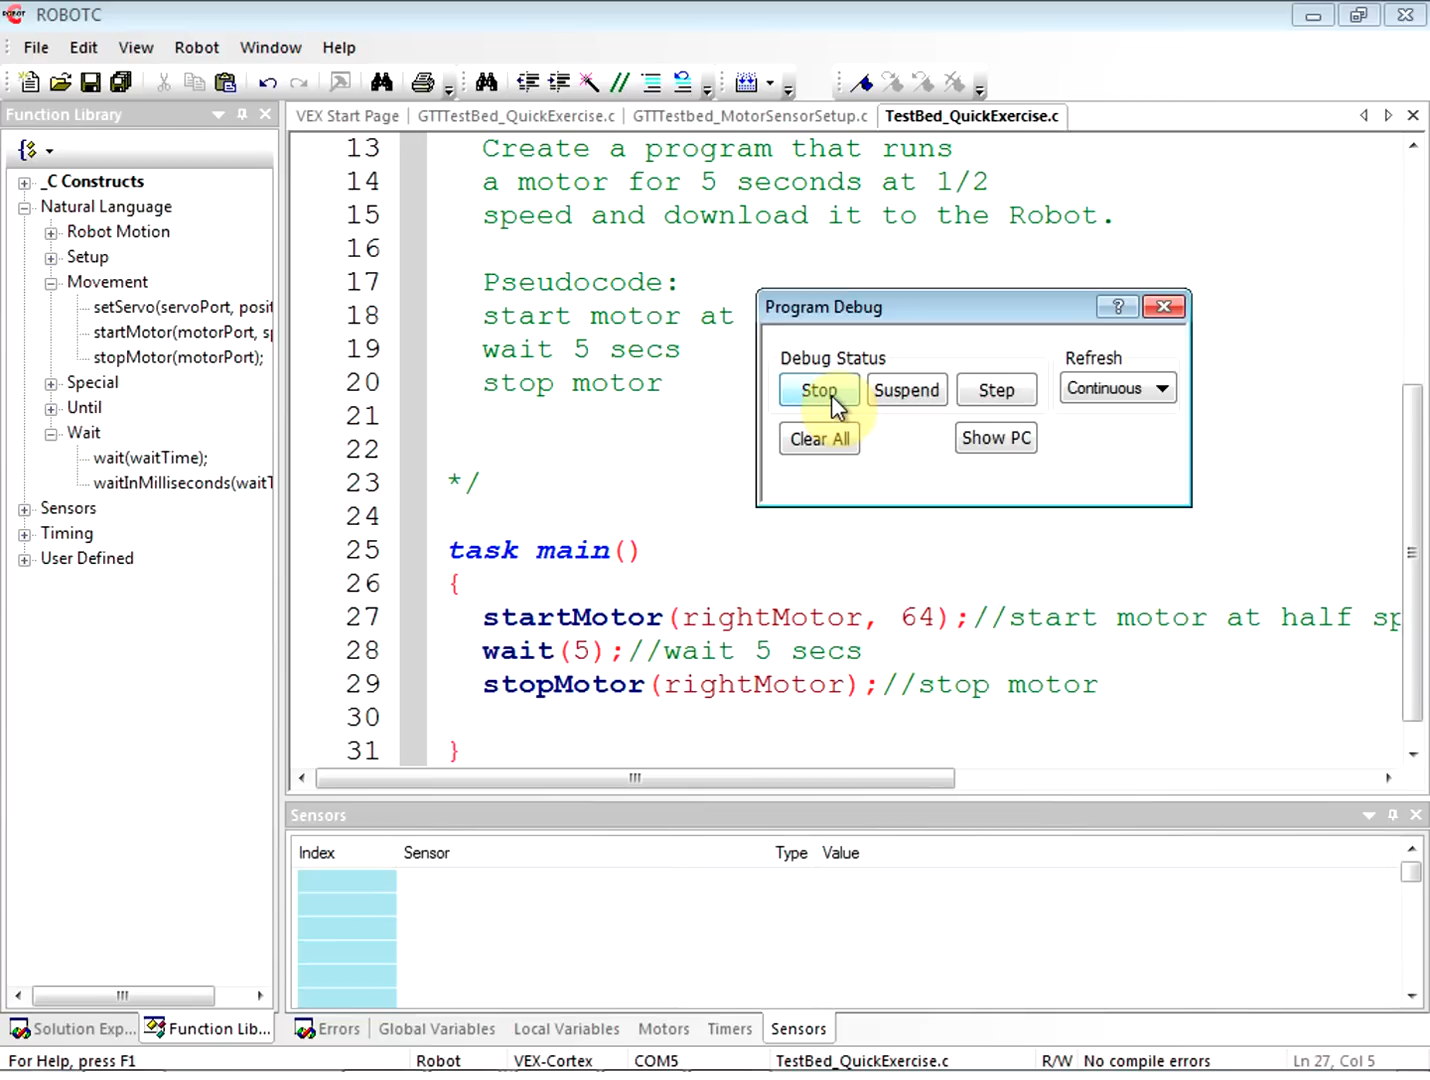 ROBOTC
File Edit View Robot Window Help
Function Library
VEX Start Page GTTTestBed_QuickExercise.c GTTTestbed_MotorSensorSetup.c TestBed_QuickExercise.c
_C Constructs
Natural Language
Robot Motion
Setup
Movement
setServo(servoPort, posit
startMotor(motorPort, sp
stopMotor(motorPort);
Special
Until
Wait
wait(waitTime);
waitInMilliseconds(waitT
Sensors
Timing
User Defined
13 Create a program that runs
14 a motor for 5 seconds at 1/2
15 speed and download it to the Robot.
16
17 Pseudocode:
18 start motor at
19 wait 5 secs
20 stop motor
21
22
23 */
24
25 task main()
26 {
27 startMotor(rightMotor, 64);//start motor at half sp
28 wait(5);//wait 5 secs
29 stopMotor(rightMotor);//stop motor
30
31 }
Program Debug
Debug Status Refresh
Stop Suspend Step Continuous
Clear All Show PC
Sensors
Index Sensor Type Value
Solution Exp... Function Lib... Errors Global Variables Local Variables Motors Timers Sensors
For Help, press F1 Robot VEX-Cortex COM5 TestBed_QuickExercise.c R/W No compile errors Ln 27, Col 5